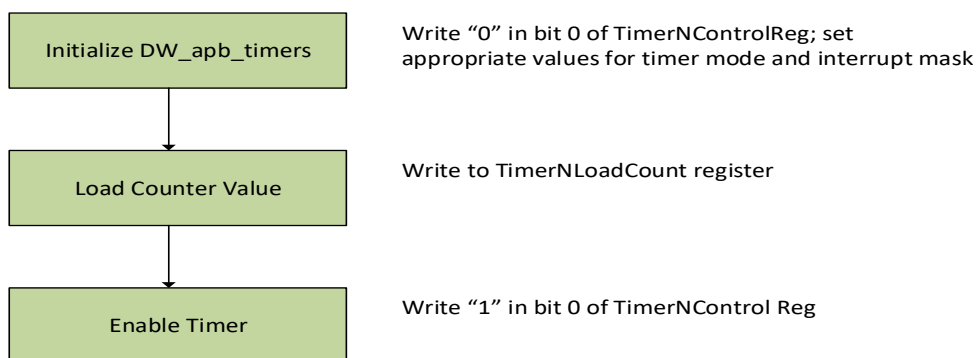 Initialize DW_apb_timers
Write “0” in bit 0 of TimerNControlReg; set
appropriate values for timer mode and interrupt mask
Load Counter Value
Write to TimerNLoadCount register
Enable Timer
Write “1” in bit 0 of TimerNControl Reg